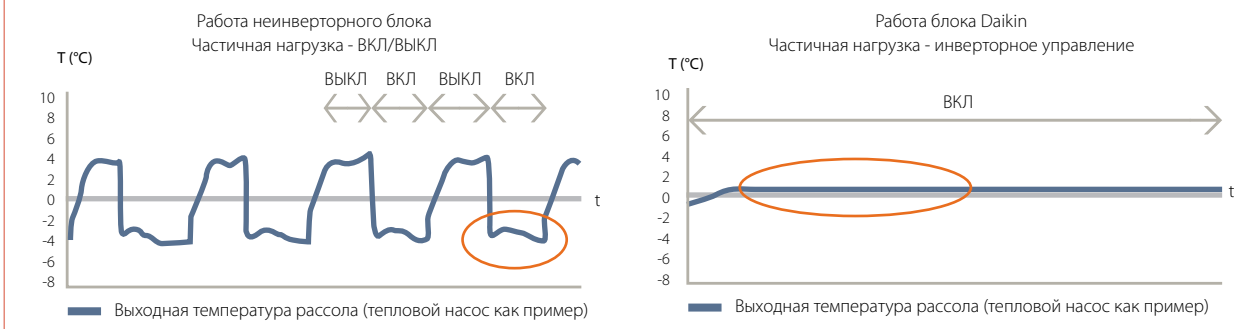 Работа неинверторного блока
Частичная нагрузка - ВКЛ/ВЫКЛ
T (°C)
ВЫКЛ ВКЛ ВЫКЛ ВКЛ
10
8
6
4
2
0
-2
-4
-6
-8
t
Выходная температура рассола (тепловой насос как пример)
Работа блока Daikin
Частичная нагрузка - инверторное управление
T (°C)
ВКЛ
10
8
6
4
2
0
-2
-4
-6
-8
t
Выходная температура рассола (тепловой насос как пример)